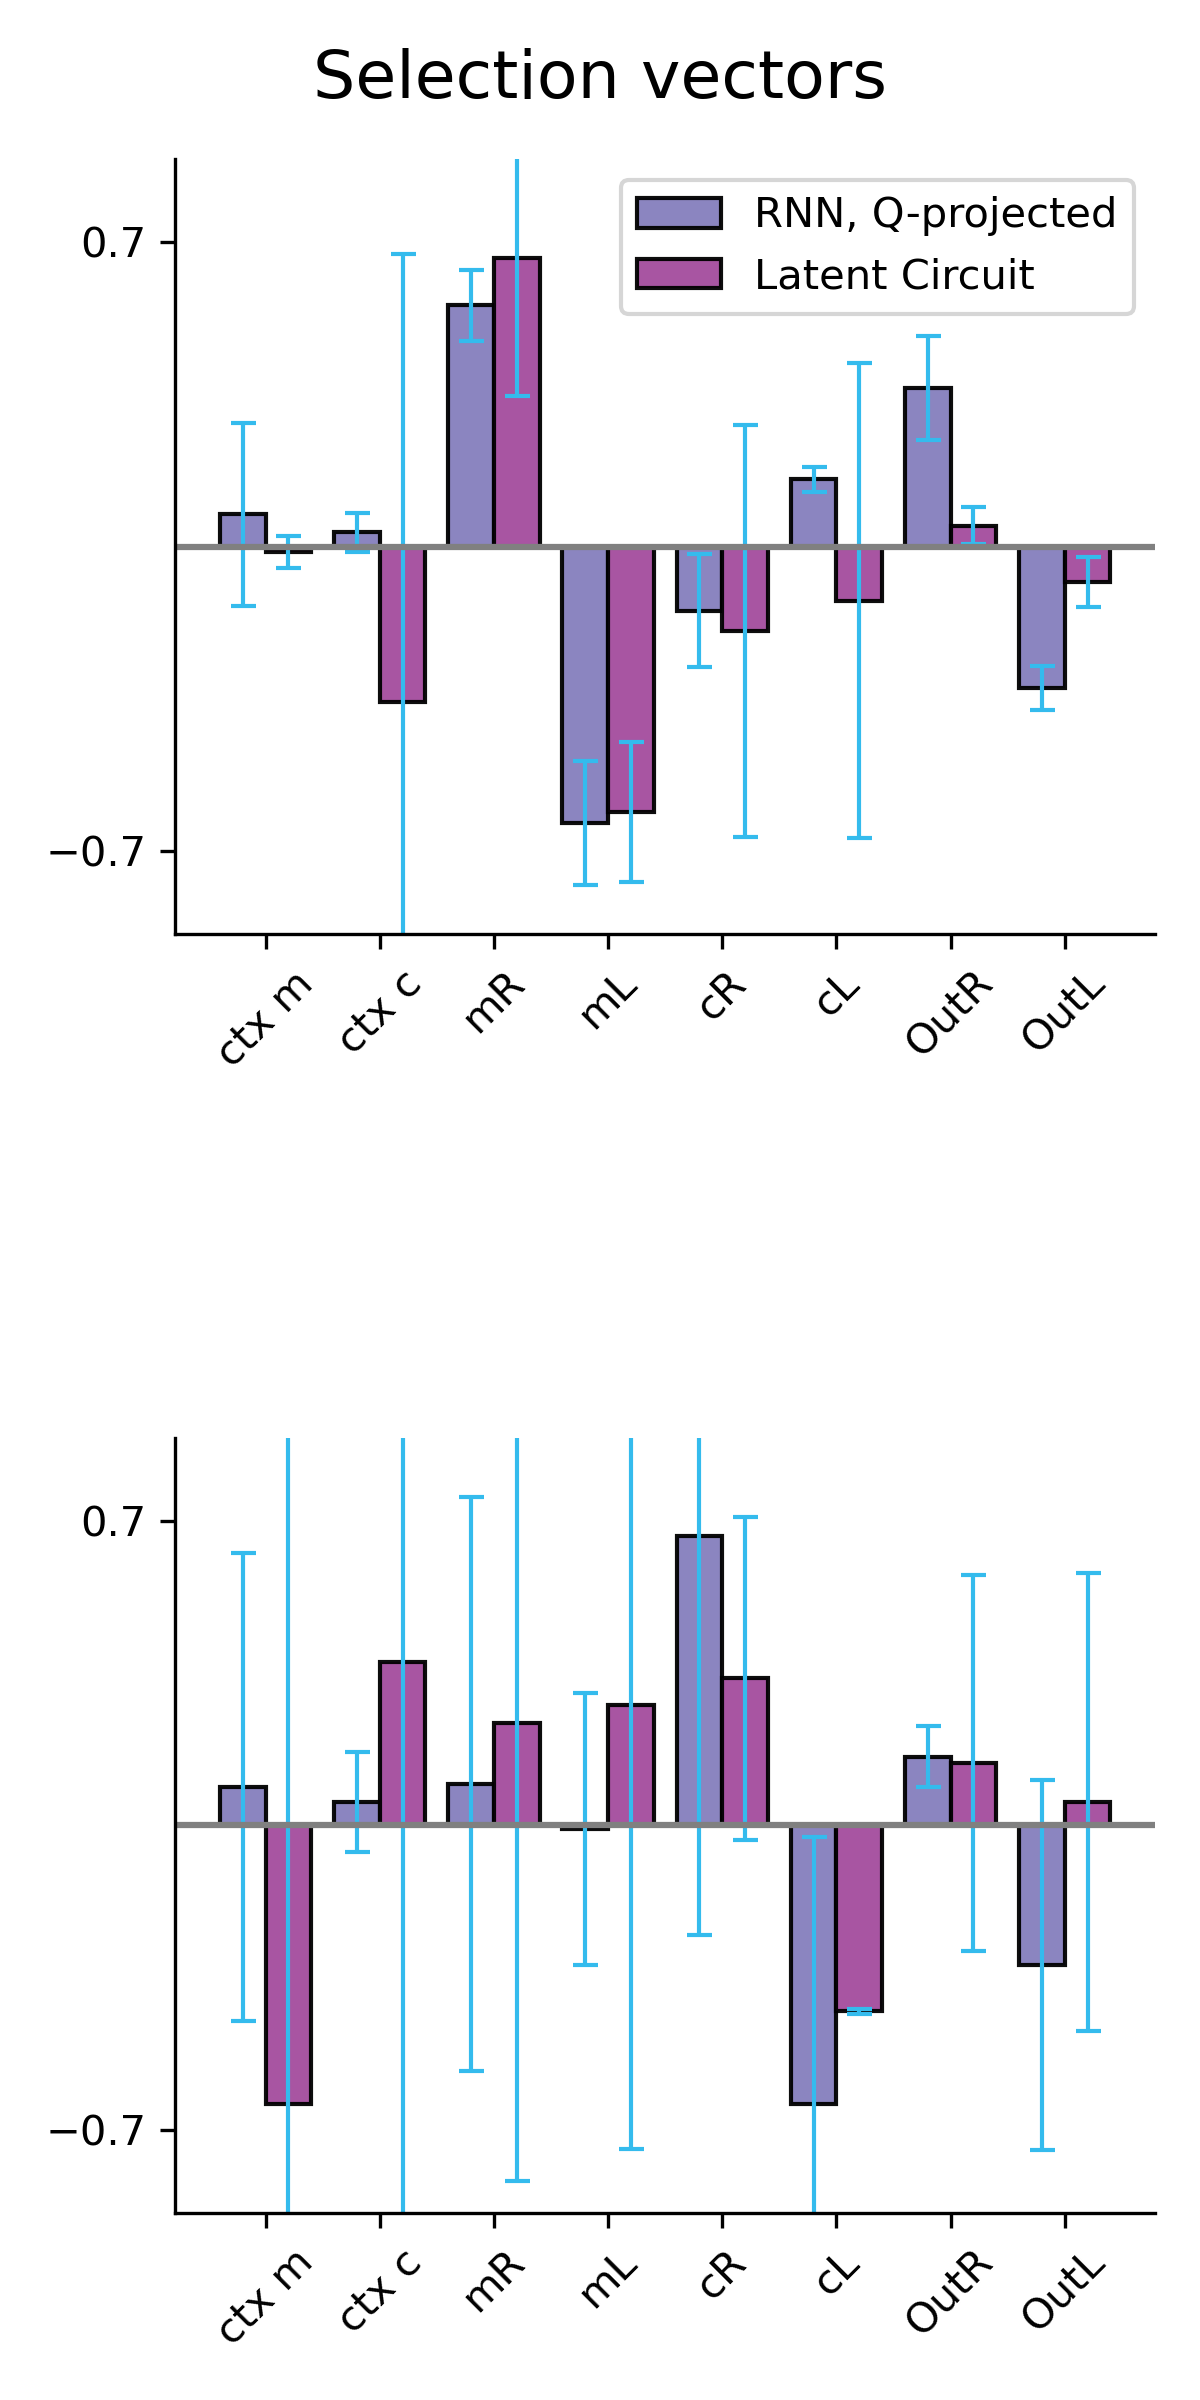 Selection vectors
0.7
−0.7
RNN, Q-projected
Latent Circuit
ctx m
ctx c
mR
mL
cR
cL
OutR
OutL
0.7
−0.7
ctx m
ctx c
mR
mL
cR
cL
OutR
OutL